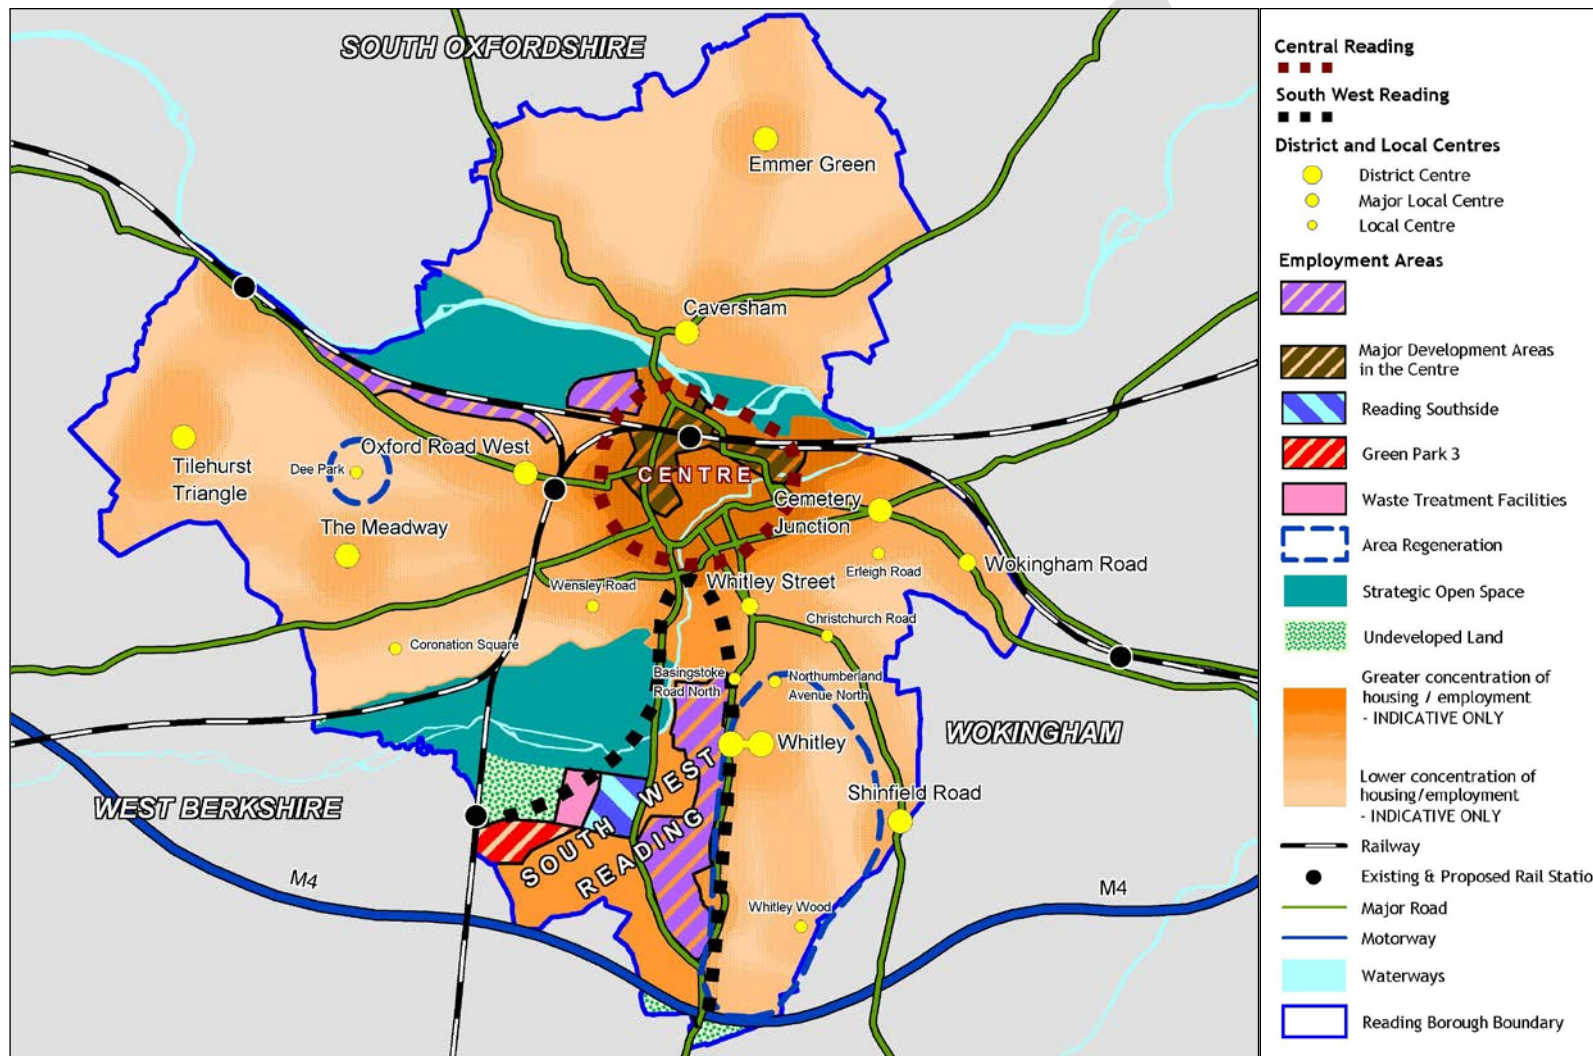 SOUTH OXFORDSHIRE
Emmer Green
Caversham
Oxford Road West
Tilehurst
Triangle
Dee Park
CENTRE
The Meadway
Cemetery
Junction
Wensley Road
Whitley Street
Erleigh Road
Wokingham Road
Christchurch Road
Coronation Square
Basingstoke
Road North
Northumberland
Avenue North
WOKINGHAM
Whitley
WEST BERKSHIRE
Shinfield Road
SOUTH WEST
READING
M4
M4
Whitley Wood
Central Reading
South West Reading
District and Local Centres
District Centre
Major Local Centre
Local Centre
Employment Areas
Major Development Areas
in the Centre
Reading Southside
Green Park 3
Waste Treatment Facilities
Area Regeneration
Strategic Open Space
Undeveloped Land
Greater concentration of
housing / employment
- INDICATIVE ONLY
Lower concentration of
housing/employment
- INDICATIVE ONLY
Railway
Existing & Proposed Rail Statio
Major Road
Motorway
Waterways
Reading Borough Boundary